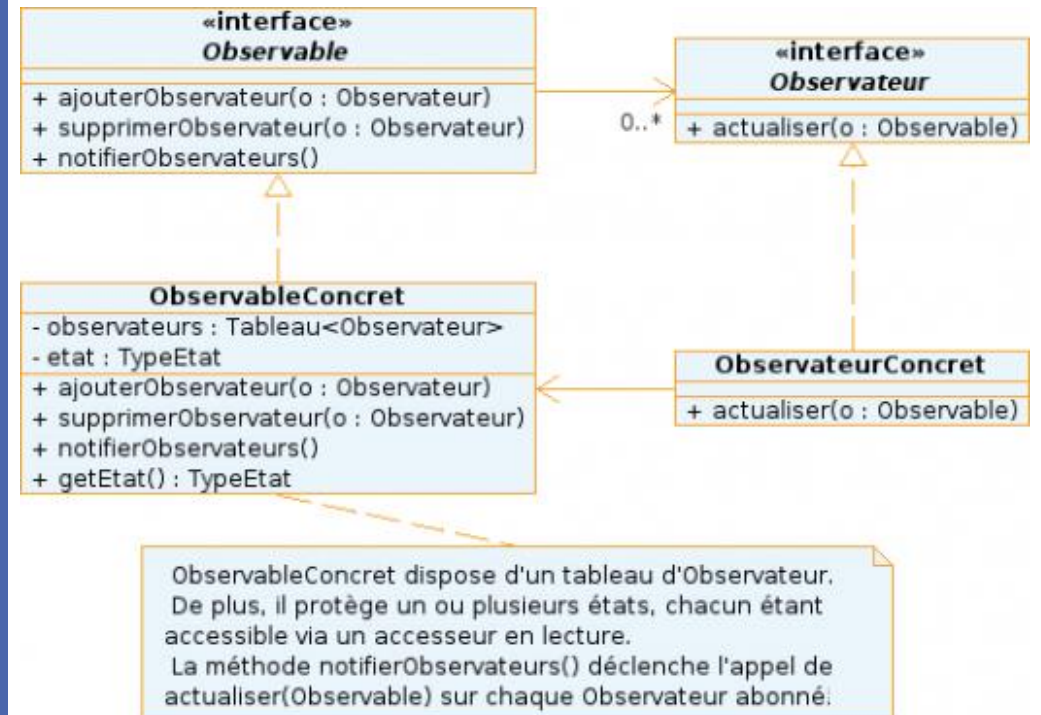 «interface»
Observable
+ ajouterObservateur(o : Observateur)
+ supprimerObservateur(o : Observateur)
+ notifierObservateurs()
0..*
«interface»
Observateur
+ actualiser(o : Observable)
ObservableConcret
- observateurs : Tableau<Observateur>
- etat : TypeEtat
+ ajouterObservateur(o : Observateur)
+ supprimerObservateur(o : Observateur)
+ notifierObservateurs()
+ getEtat() : TypeEtat
ObservateurConcret
+ actualiser(o : Observable)
ObservableConcret dispose d'un tableau d'Observateur.
De plus, il protège un ou plusieurs états, chacun étant
accessible via un accesseur en lecture.
La méthode notifierObservateurs() déclenche l'appel de
actualiser(Observable) sur chaque Observateur abonné.